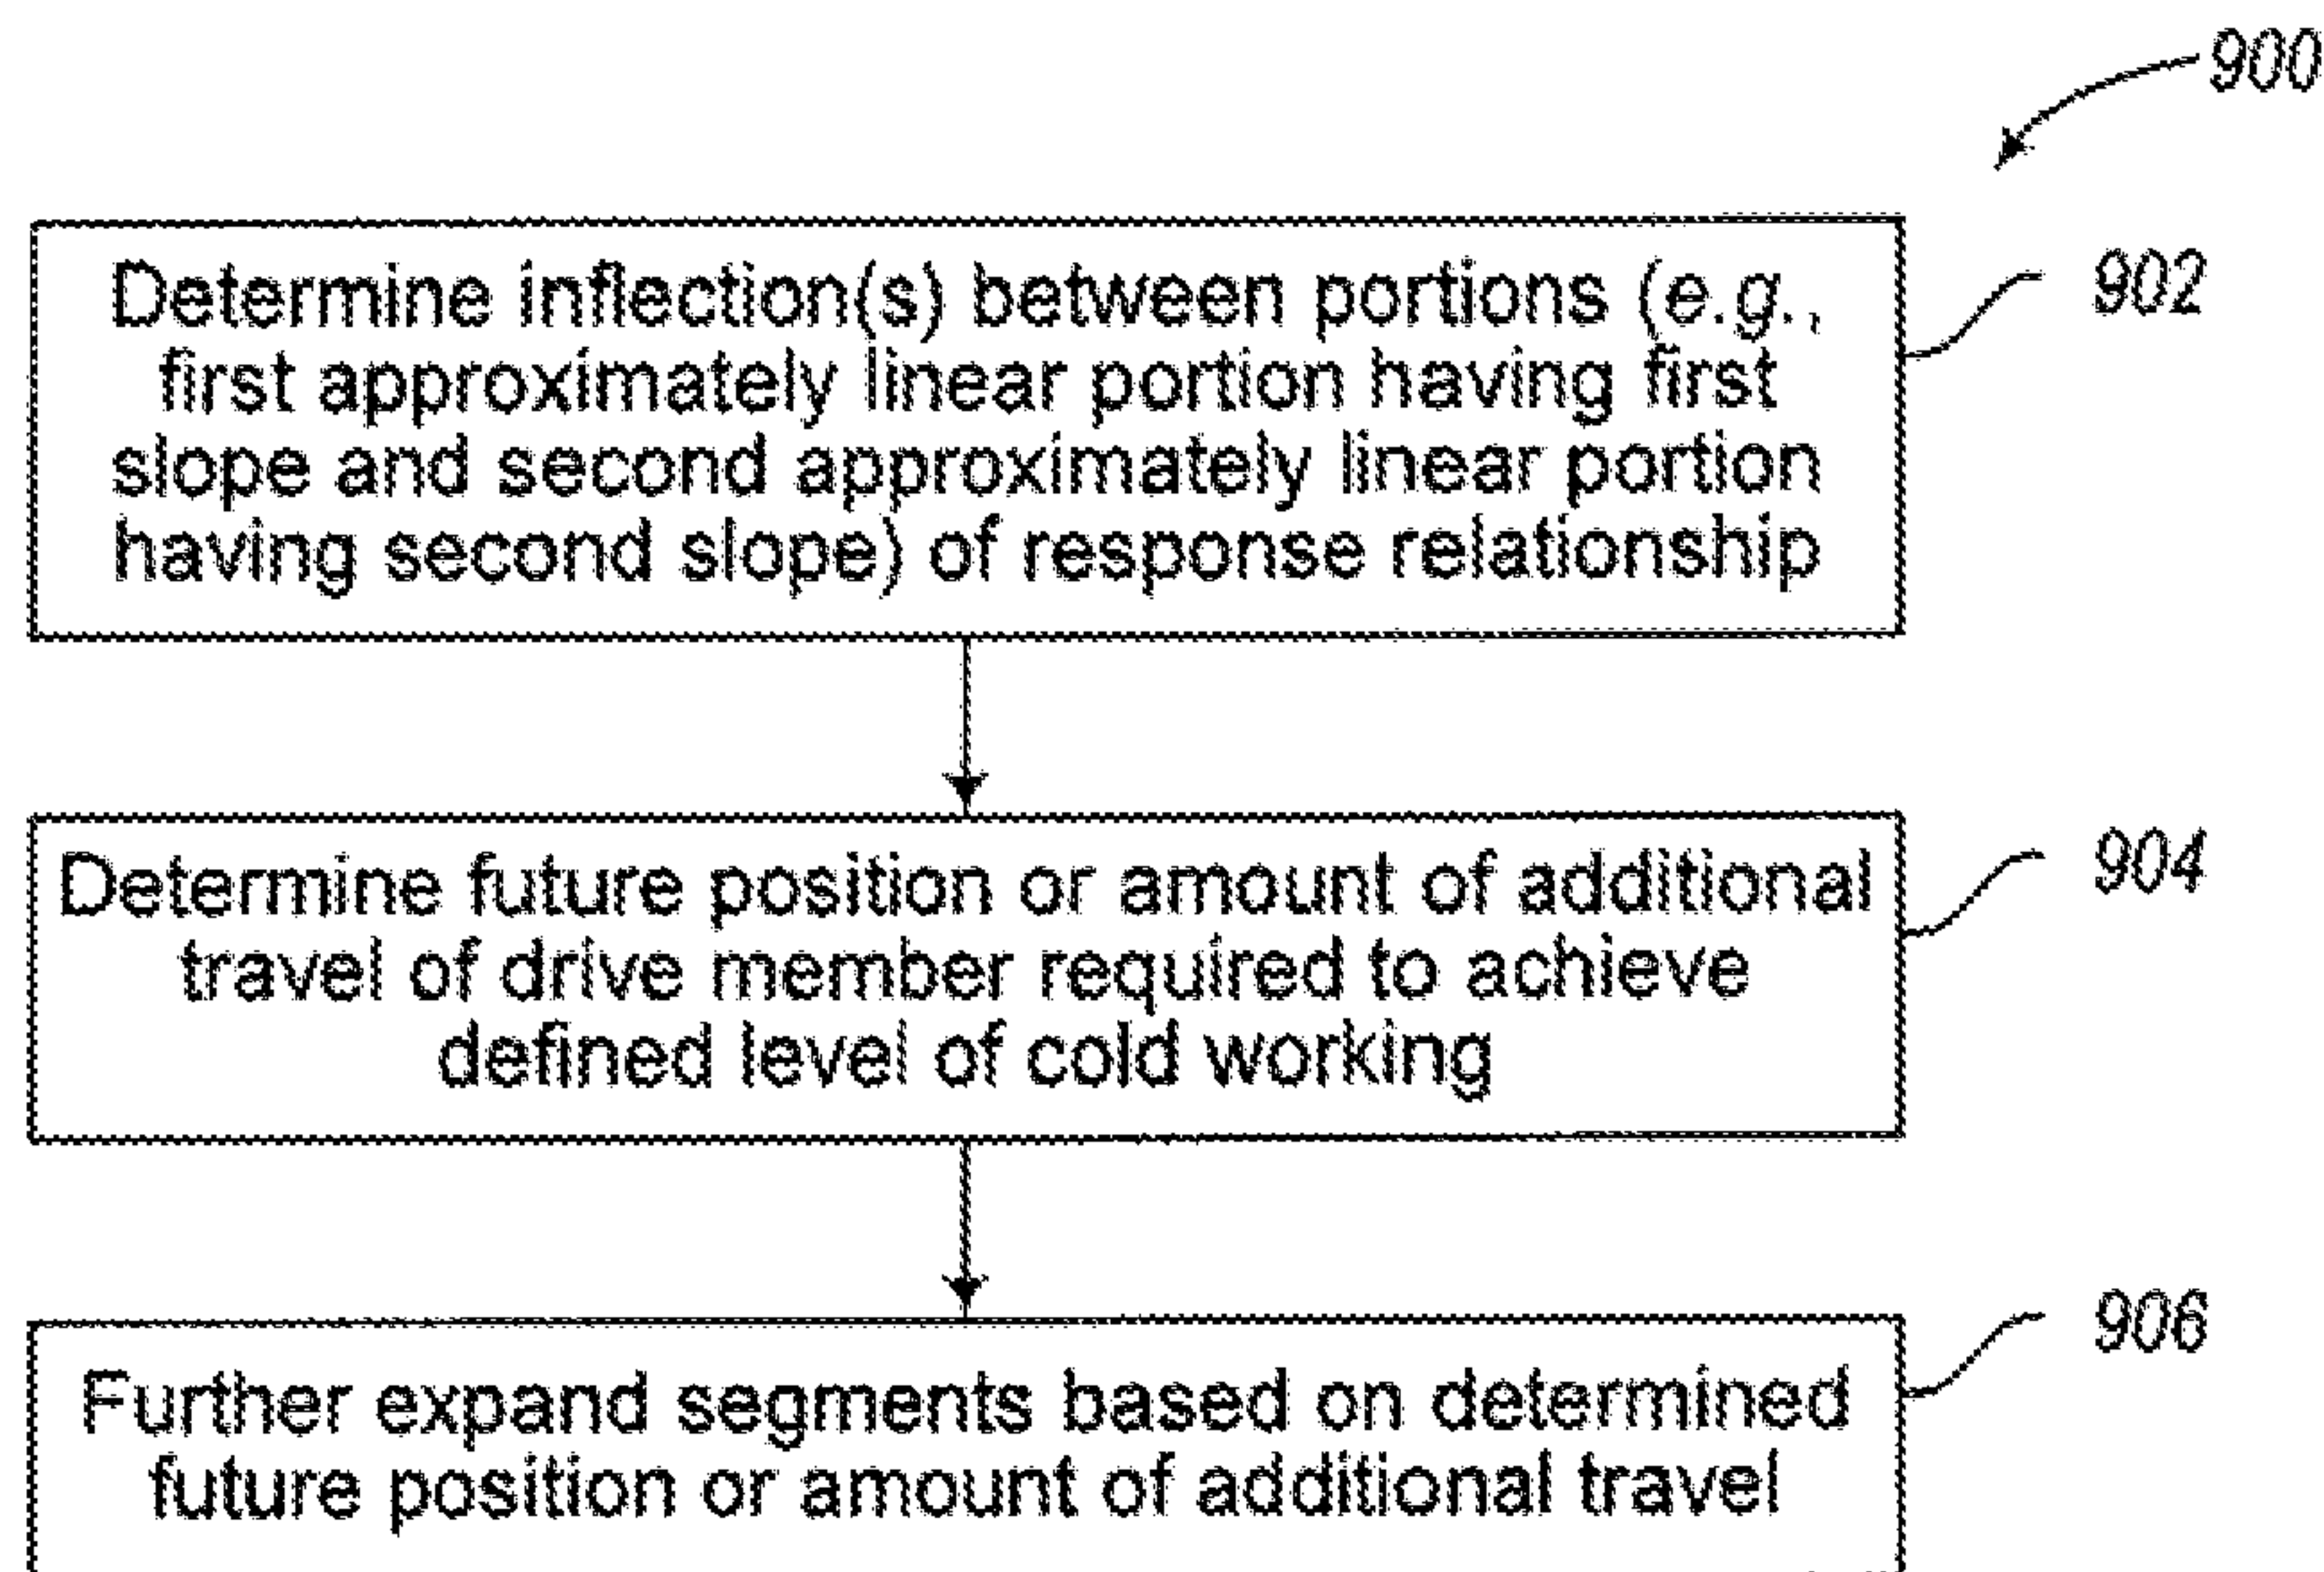 900
Determine inflection(s) between portions (e.g.,
first approximately linear portion having first
slope and second approximately linear portion
having second slope) of response relationship
902
Determine future position or amount of additional
travel of drive member required to achieve
defined level of cold working
904
Further expand segments based on determined
future position or amount of additional travel
906